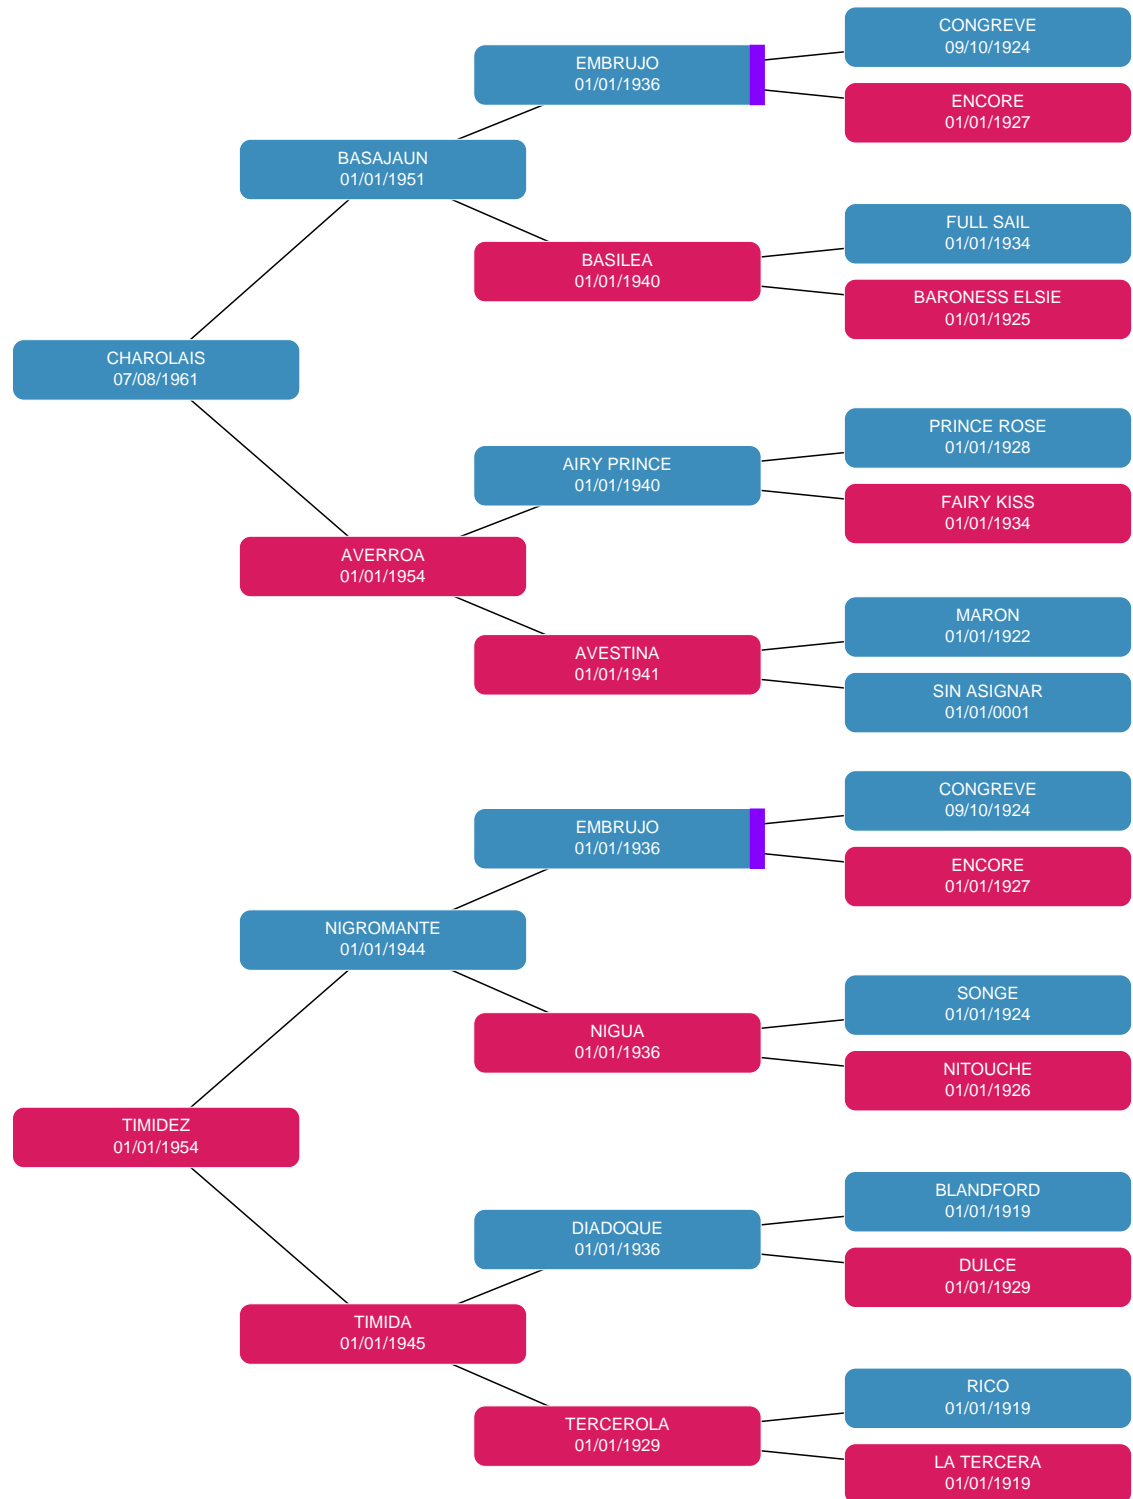 CONGREVE
09/10/1924
EMBRUJO
01/01/1936
ENCORE
01/01/1927
BASAJAUN
01/01/1951
FULL SAIL
01/01/1934
BASILEA
01/01/1940
BARONESS ELSIE
01/01/1925
CHAROLAIS
07/08/1961
PRINCE ROSE
01/01/1928
AIRY PRINCE
01/01/1940
FAIRY KISS
01/01/1934
AVERROA
01/01/1954
MARON
01/01/1922
AVESTINA
01/01/1941
SIN ASIGNAR
01/01/0001
CONGREVE
09/10/1924
EMBRUJO
01/01/1936
ENCORE
01/01/1927
NIGROMANTE
01/01/1944
SONGE
01/01/1924
NIGUA
01/01/1936
NITOUCHE
01/01/1926
TIMIDEZ
01/01/1954
BLANDFORD
01/01/1919
DIADOQUE
01/01/1936
DULCE
01/01/1929
TIMIDA
01/01/1945
RICO
01/01/1919
TERCEROLA
01/01/1929
LA TERCERA
01/01/1919